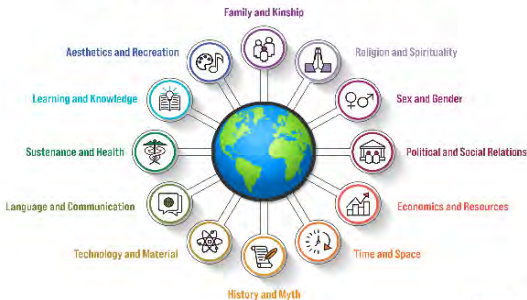 Family and Kinship
Aesthetics and Recreation
Religion and Spirituality
Learning and Knowledge
Sex and Gender
Sustenance and Health
Political and Social Relations
Language and Communication
Economics and Resources
Technology and Material
Time and Space
History and Myth